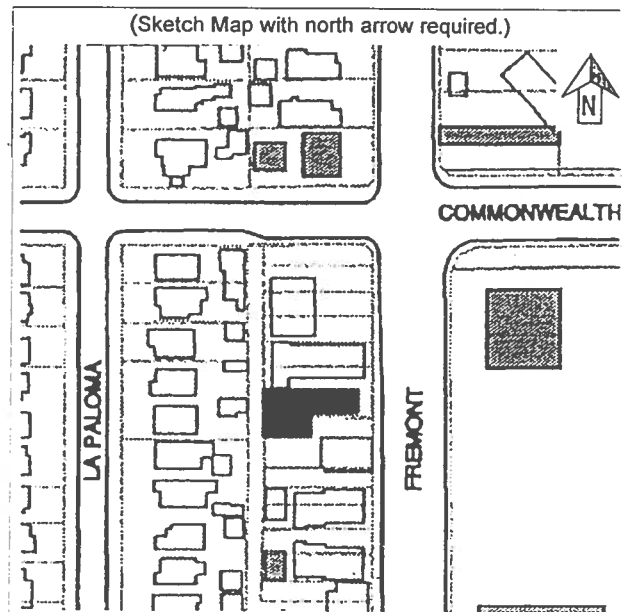 (Sketch Map with north arrow required.)
N
COMMONWEALTH
LA PALOMA
FREMONT